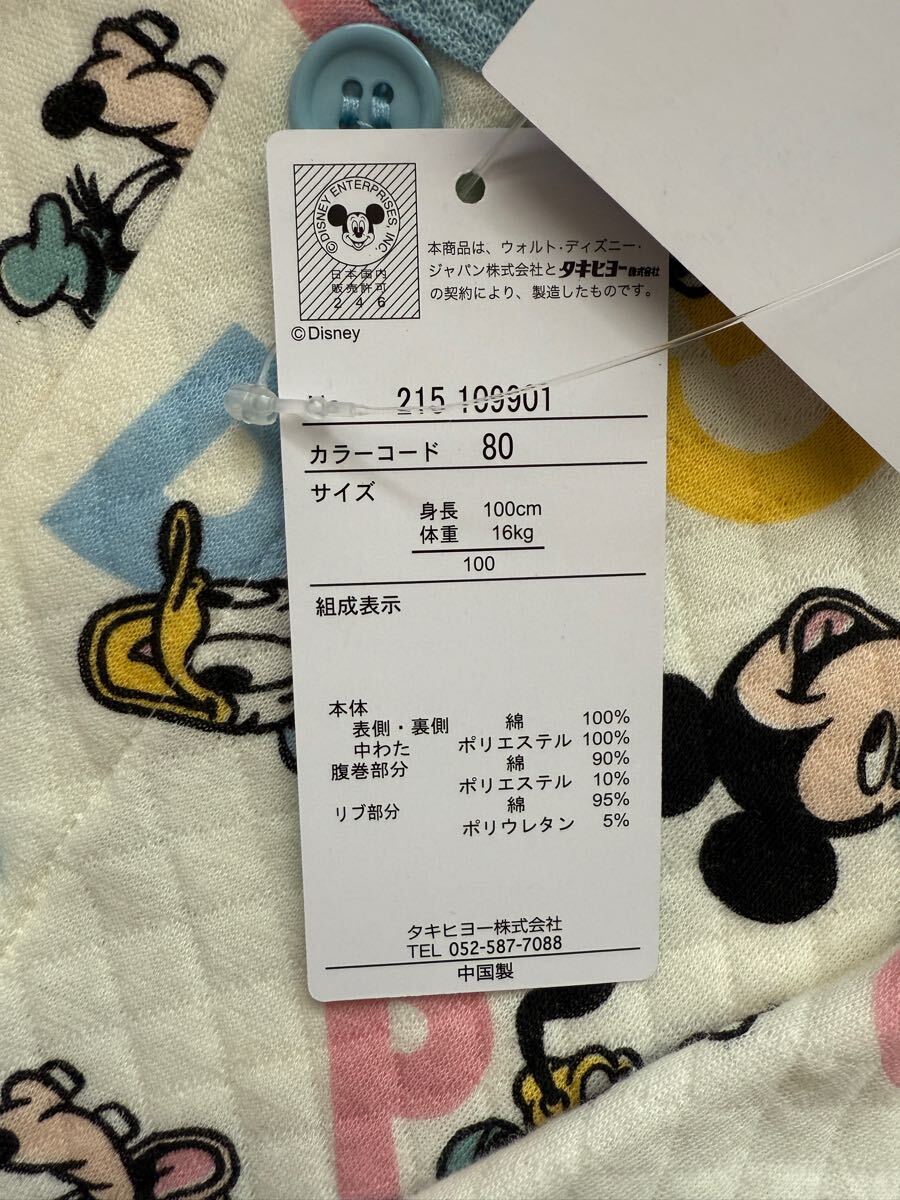 ©DISNEY ENTERPRISES, INC.
日本国内
販売許可
2 4 6
©Disney
本商品は、ウォルト・ディズニー・
ジャパン株式会社とタキヒヨー株式会社
の契約により、製造したものです。
215 109901
カラーコード 80
サイズ
身長 100cm
体重 16kg
100
組成表示
本体
表側・裏側 綿 100%
中わた ポリエステル 100%
腹巻部分 綿 90%
ポリエステル 10%
リブ部分 綿 95%
ポリウレタン 5%
タキヒヨー株式会社
TEL 052-587-7088
中国製